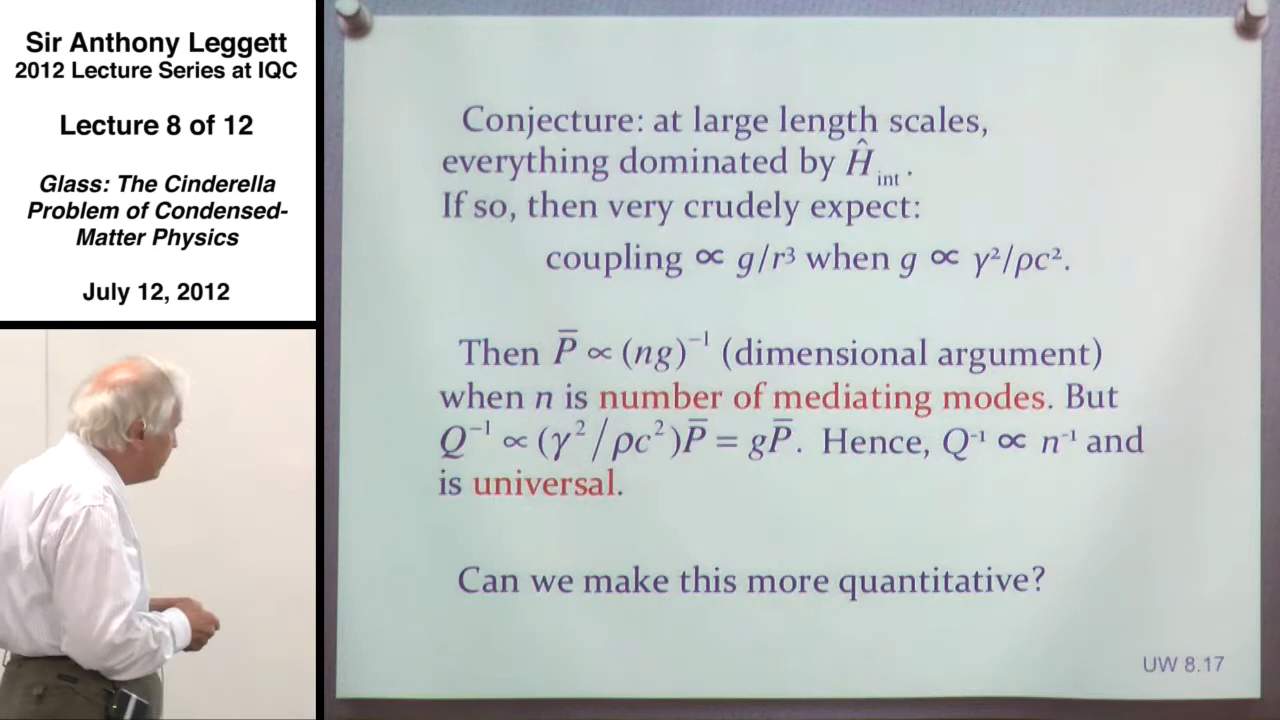 Sir Anthony Leggett
2012 Lecture Series at IQC
Lecture 8 of 12
Glass: The Cinderella
Problem of Condensed-
Matter Physics
July 12, 2012
Conjecture: at large length scales,
everything dominated by Ĥ_int.
If so, then very crudely expect:
coupling ∝ g/r³ when g ∝ γ²/ρc².
Then P̅ ∝ (ng)⁻¹ (dimensional argument)
when n is number of mediating modes. But
Q⁻¹ ∝ (γ²/ρc²)P̅ = gP̅. Hence, Q⁻¹ ∝ n⁻¹ and
is universal.
Can we make this more quantitative?
UW 8.17